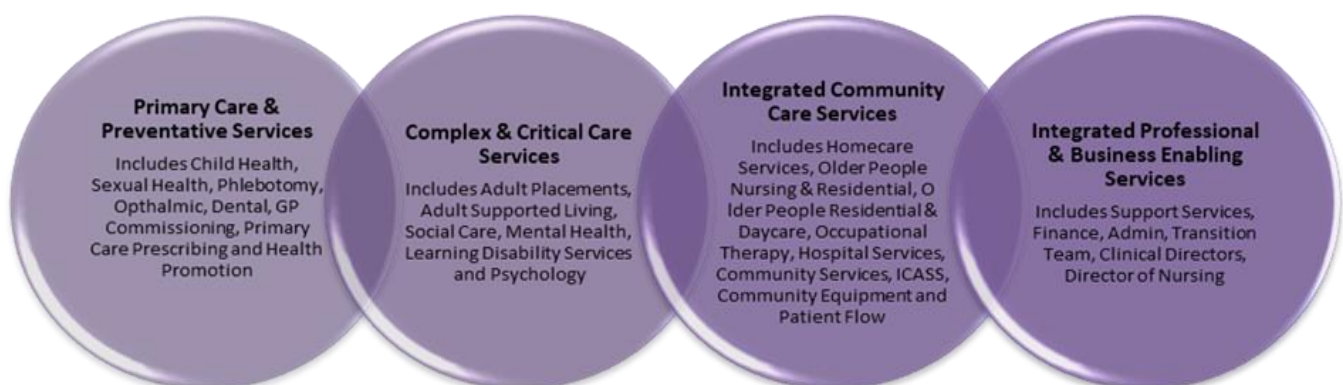 Primary Care &
Preventative Services
Includes Child Health,
Sexual Health, Phlebotomy,
Opthalmic, Dental, GP
Commissioning, Primary
Care Prescribing and Health
Promotion
Complex & Critical Care
Services
Includes Adult Placements,
Adult Supported Living,
Social Care, Mental Health,
Learning Disability Services
and Psychology
Integrated Community
Care Services
Includes Homecare
Services, Older People
Nursing & Residential, O
lder People Residential &
Daycare, Occupational
Therapy, Hospital Services,
Community Services, ICASS,
Community Equipment and
Patient Flow
Integrated Professional
& Business Enabling
Services
Includes Support Services,
Finance, Admin, Transition
Team, Clinical Directors,
Director of Nursing